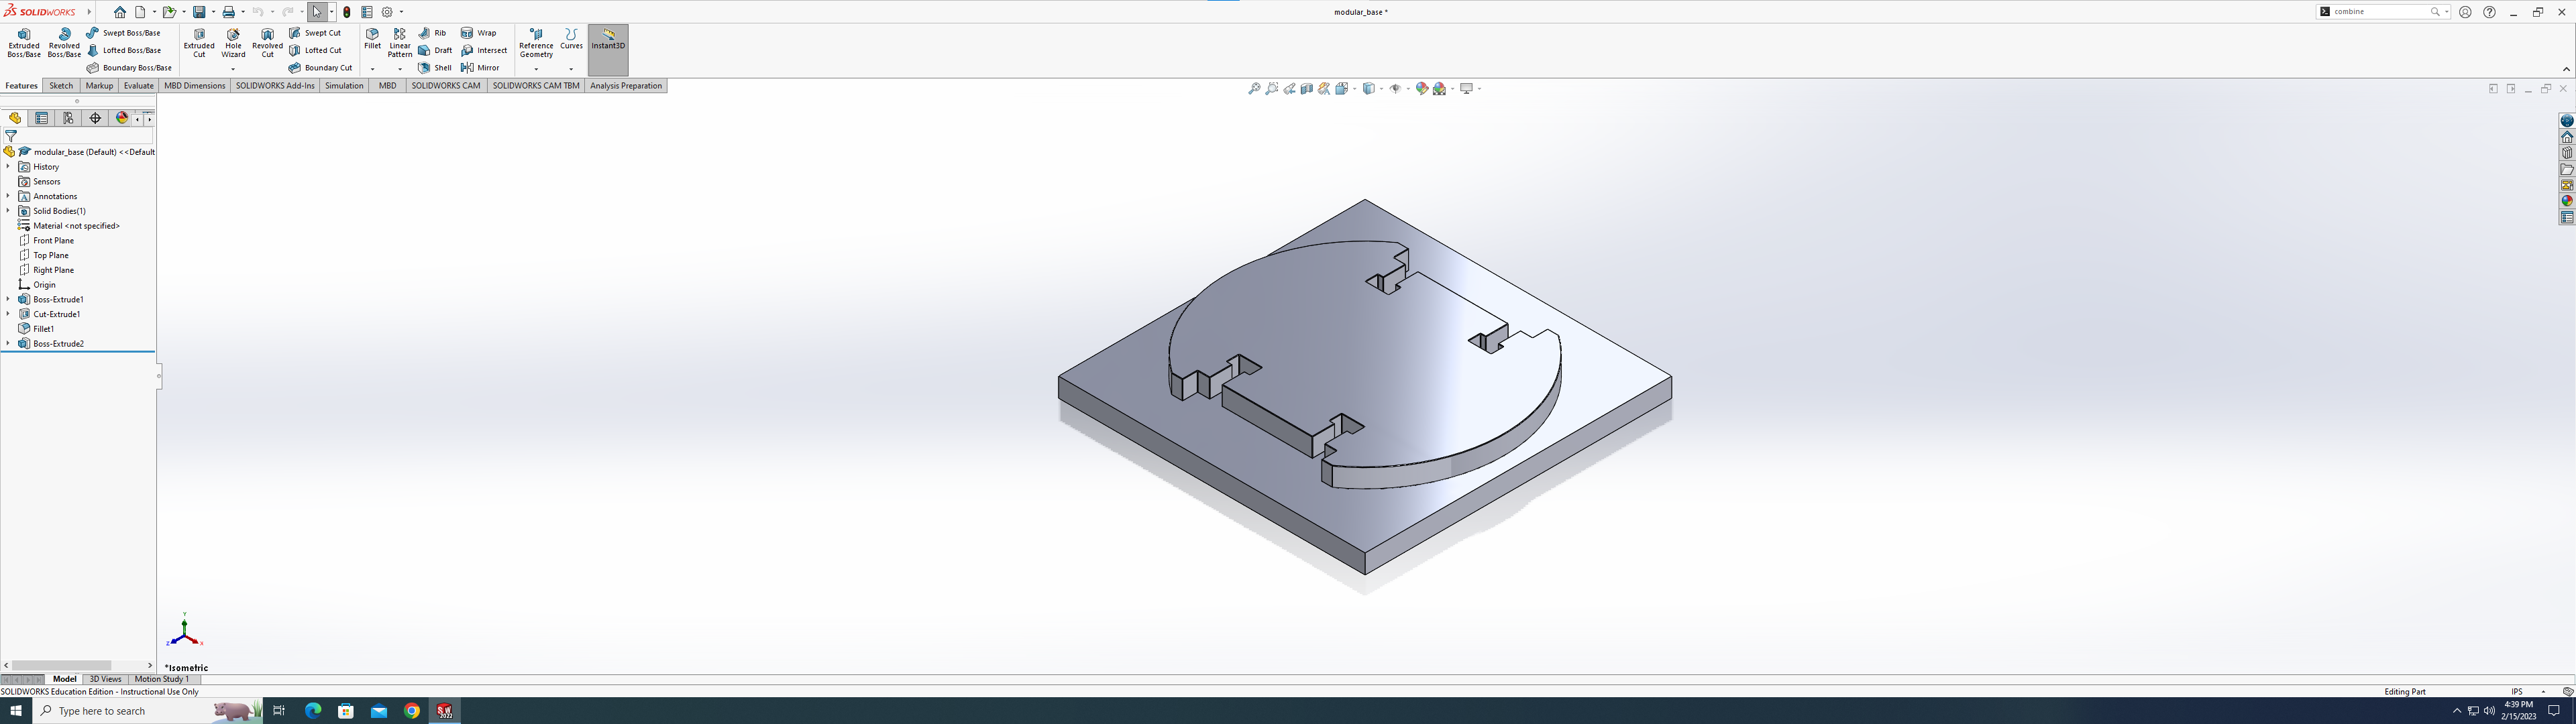 SOLIDWORKS
modular_base *
combine
Extruded Boss/Base
Revolved Boss/Base
Swept Boss/Base
Lofted Boss/Base
Boundary Boss/Base
Extruded Cut
Hole Wizard
Revolved Cut
Swept Cut
Lofted Cut
Boundary Cut
Fillet
Linear Pattern
Rib
Draft
Shell
Wrap
Intersect
Mirror
Reference Geometry
Curves
Instant3D
Features Sketch Markup Evaluate MBD Dimensions SOLIDWORKS Add-Ins Simulation MBD SOLIDWORKS CAM SOLIDWORKS CAM TBM Analysis Preparation
modular_base (Default) <<Default
History
Sensors
Annotations
Solid Bodies(1)
Material <not specified>
Front Plane
Top Plane
Right Plane
Origin
Boss-Extrude1
Cut-Extrude1
Fillet1
Boss-Extrude2
Y
Z
X
*Isometric
Model 3D Views Motion Study 1
SOLIDWORKS Education Edition - Instructional Use Only
Editing Part
IPS
Type here to search
SW
2022
4:39 PM
2/15/2023